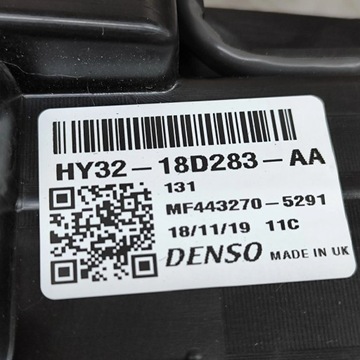 HY32-18D283-AA
131
MF443270-5291
18/11/19 11C
DENSO MADE IN UK